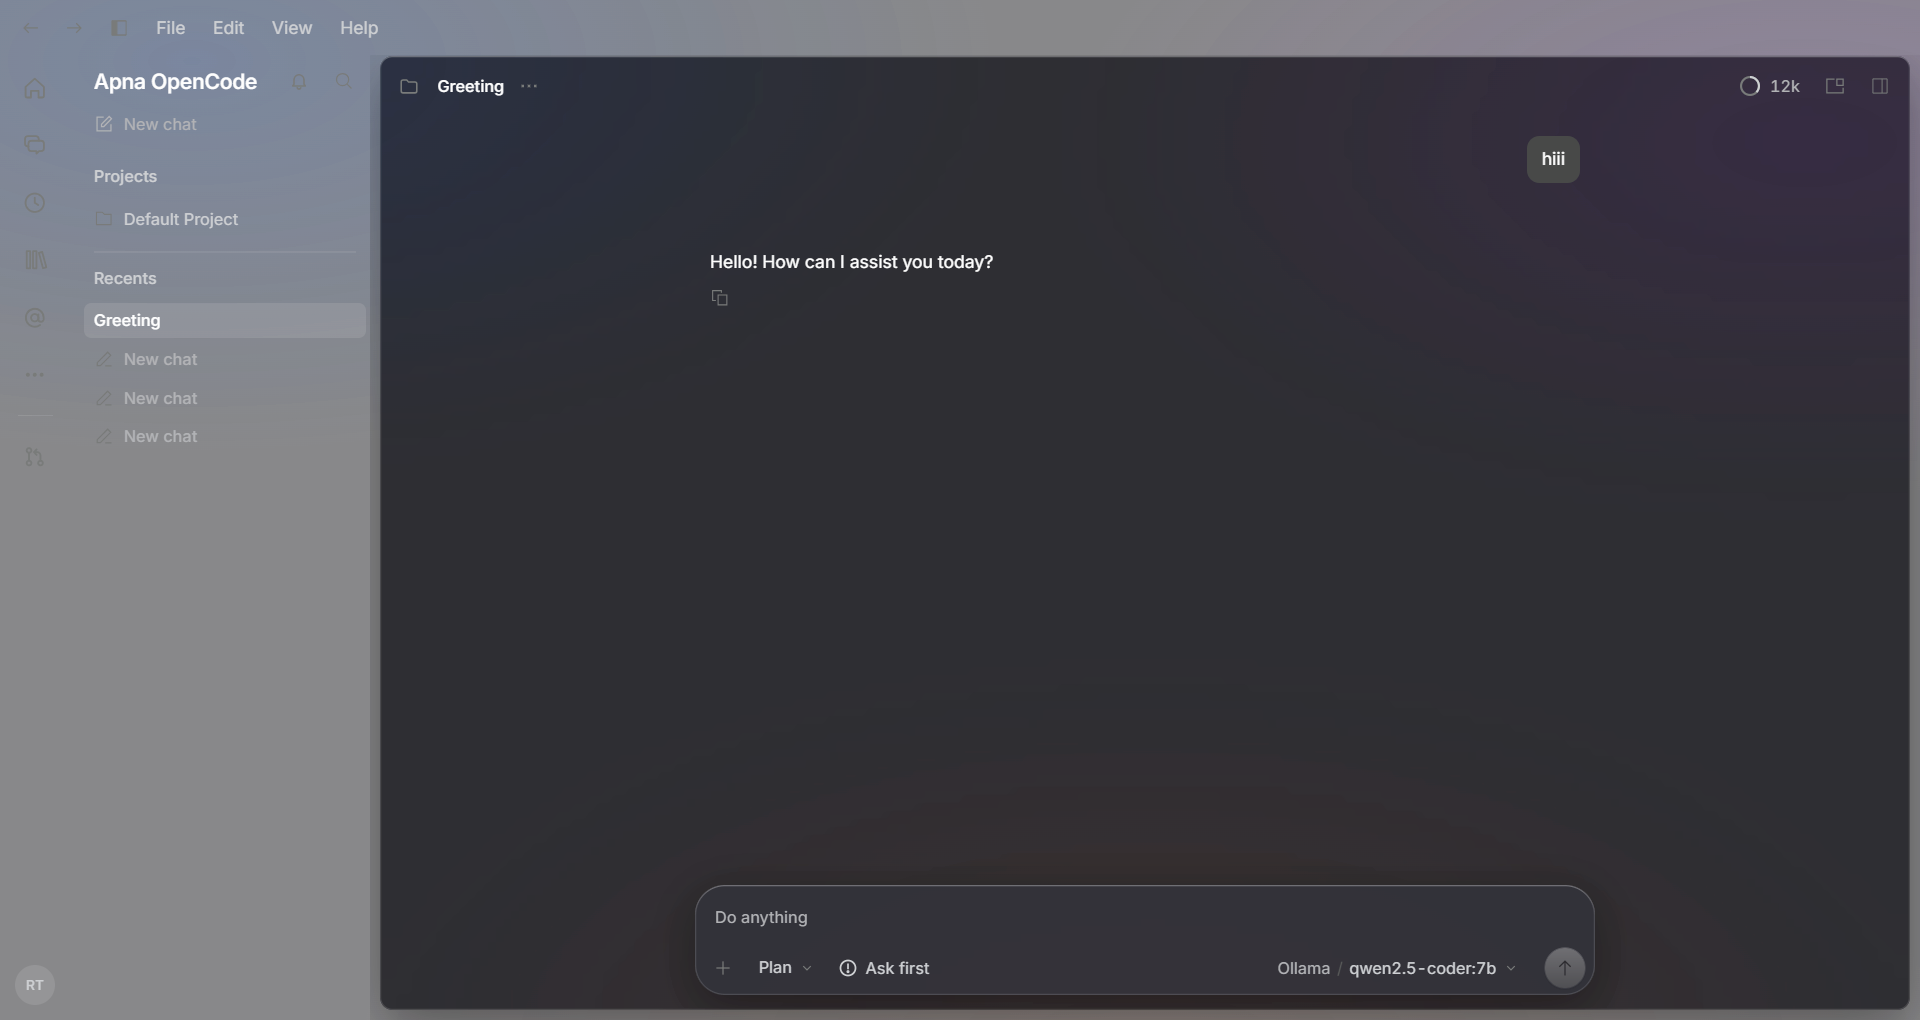 File Edit View Help
Apna OpenCode
New chat
Projects
Default Project
Recents
Greeting
New chat
New chat
New chat
RT
Greeting
12k
hiii
Hello! How can I assist you today?
Do anything
Plan
Ask first
Ollama / qwen2.5-coder:7b